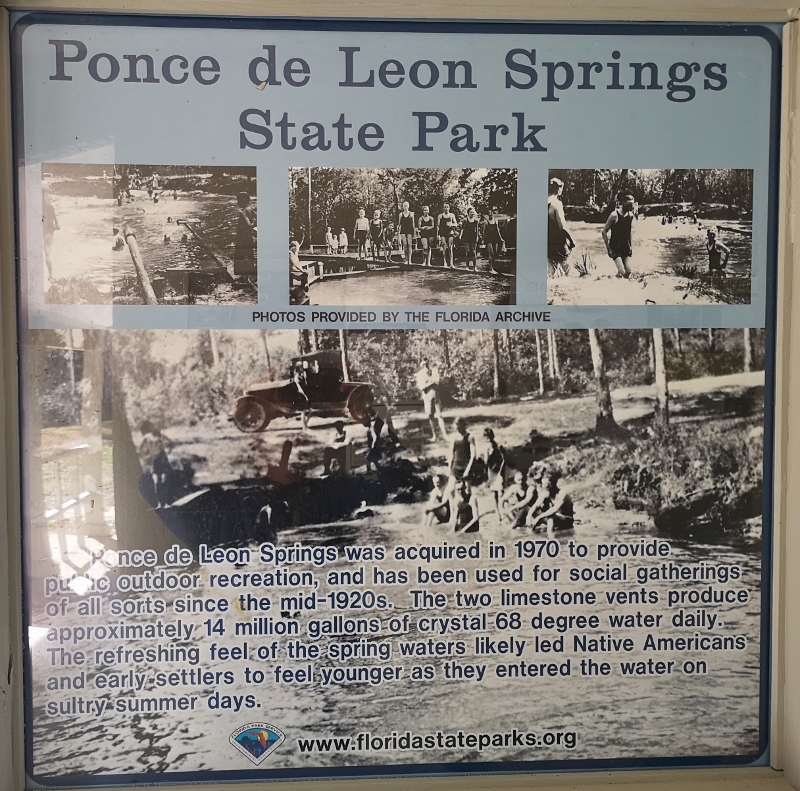 Ponce de Leon Springs
State Park
PHOTOS PROVIDED BY THE FLORIDA ARCHIVE
Ponce de Leon Springs was acquired in 1970 to provide
public outdoor recreation, and has been used for social gatherings
of all sorts since the mid-1920s. The two limestone vents produce
approximately 14 million gallons of crystal 68 degree water daily.
The refreshing feel of the spring waters likely led Native Americans
and early settlers to feel younger as they entered the water on
sultry summer days.
www.floridastateparks.org